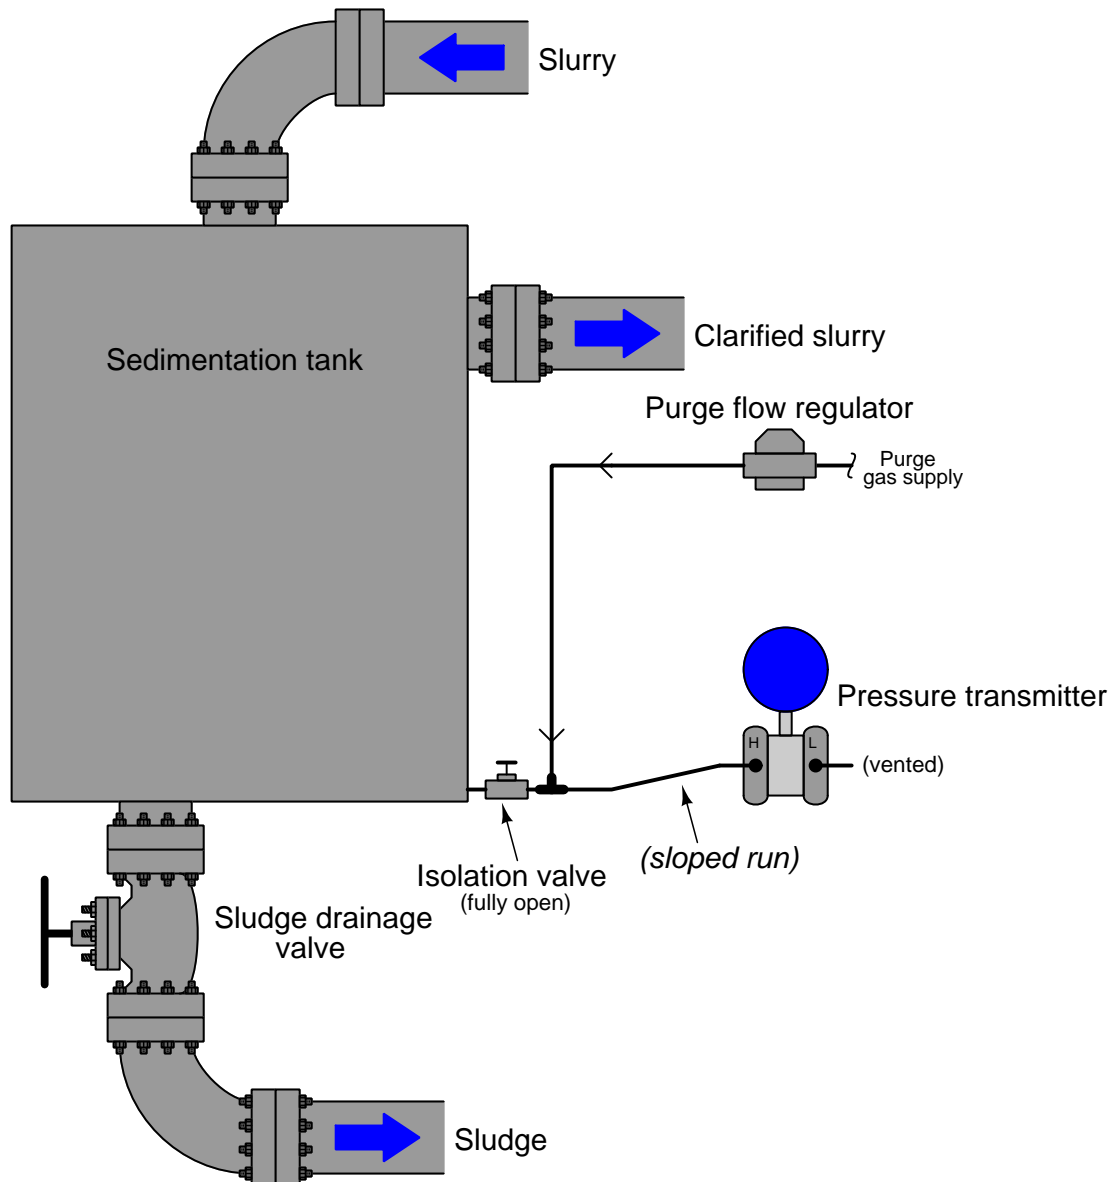 Slurry
Clarified slurry
Sedimentation tank
Purge flow regulator
Purge
gas supply
Pressure transmitter
H
L
(vented)
(sloped run)
Isolation valve
(fully open)
Sludge drainage
valve
Sludge